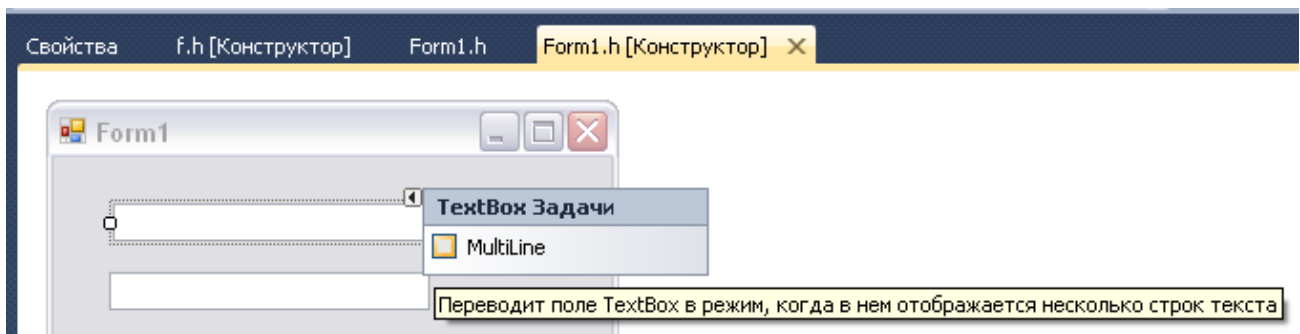 Свойства f.h [Конструктор] Form1.h Form1.h [Конструктор]
Form1
TextBox Задачи
MultiLine
Переводит поле TextBox в режим, когда в нем отображается несколько строк текста